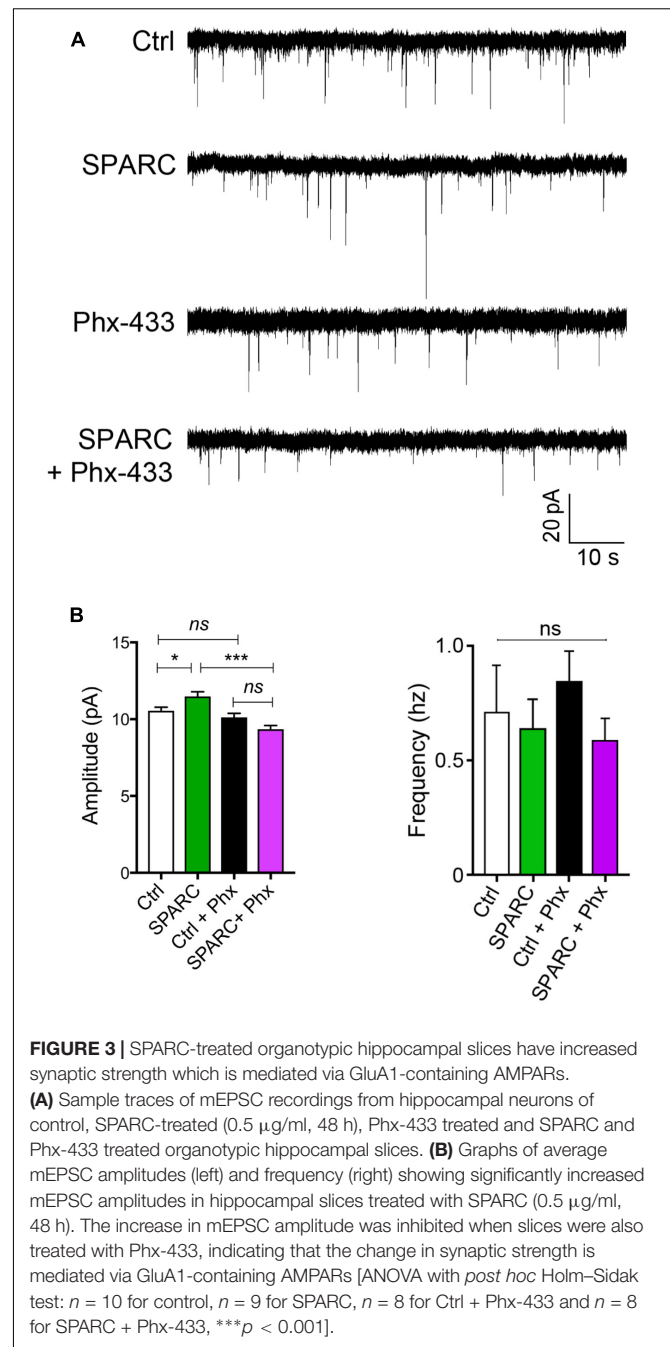 A
Ctrl
SPARC
Phx-433
SPARC
+ Phx-433
20 pA
10 s
B
ns
* ***
ns
15
10
5
0
Amplitude (pA)
Ctrl
SPARC
Ctrl + Phx
SPARC+ Phx
ns
1.0
0.5
0
Frequency (hz)
Ctrl
SPARC
Ctrl + Phx
SPARC + Phx
FIGURE 3 | SPARC-treated organotypic hippocampal slices have increased
synaptic strength which is mediated via GluA1-containing AMPARs.
(A) Sample traces of mEPSC recordings from hippocampal neurons of
control, SPARC-treated (0.5 μg/ml, 48 h), Phx-433 treated and SPARC and
Phx-433 treated organotypic hippocampal slices. (B) Graphs of average
mEPSC amplitudes (left) and frequency (right) showing significantly increased
mEPSC amplitudes in hippocampal slices treated with SPARC (0.5 μg/ml,
48 h). The increase in mEPSC amplitude was inhibited when slices were also
treated with Phx-433, indicating that the change in synaptic strength is
mediated via GluA1-containing AMPARs [ANOVA with post hoc Holm–Sidak
test: n = 10 for control, n = 9 for SPARC, n = 8 for Ctrl + Phx-433 and n = 8
for SPARC + Phx-433, ***p < 0.001].